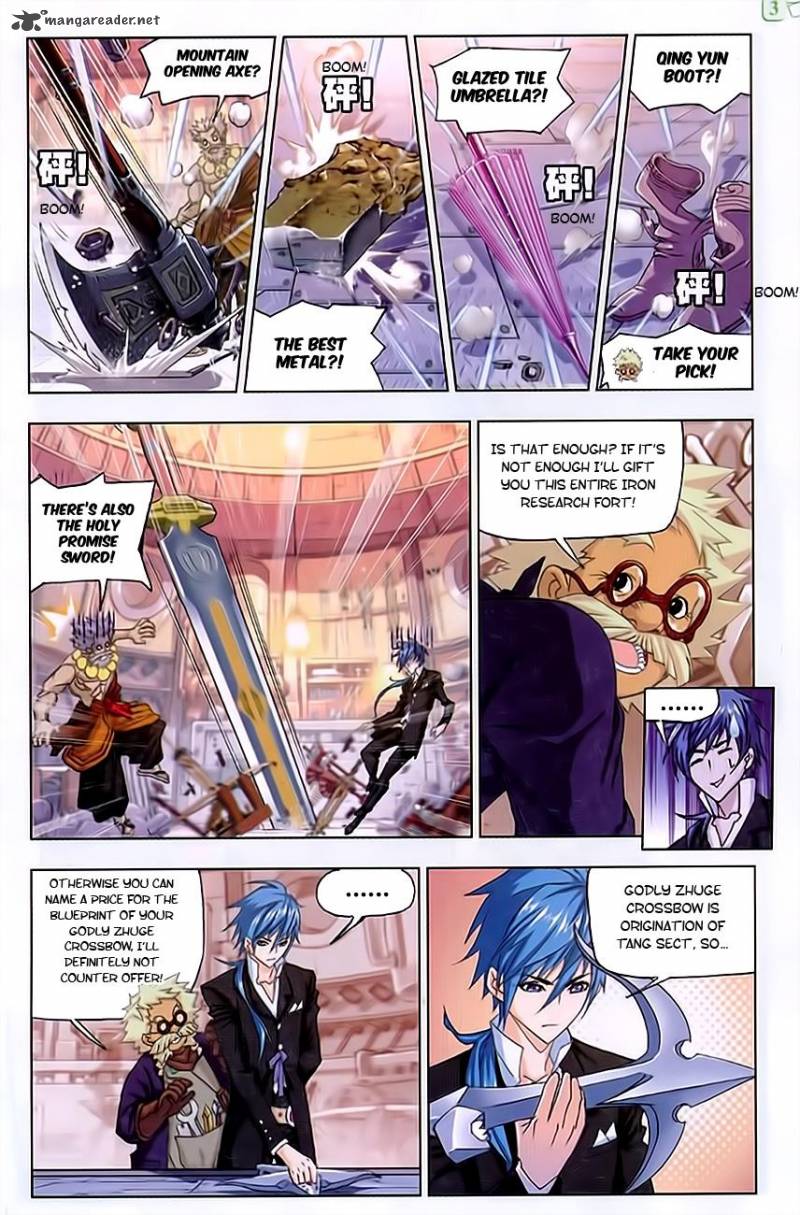 mangareader.net
3
MOUNTAIN
OPENING AXE?
砰!
BOOM!
BOOM!
砰!
THE BEST
METAL?!
GLAZED TILE
UMBRELLA?!
砰!
BOOM!
QING YUN
BOOT?!
砰!
BOOM!
TAKE YOUR
PICK!
THERE'S ALSO
THE HOLY
PROMISE
SWORD!
IS THAT ENOUGH? IF IT'S
NOT ENOUGH I'LL GIFT
YOU THIS ENTIRE IRON
RESEARCH FORT!
......
OTHERWISE YOU CAN
NAME A PRICE FOR THE
BLUEPRINT OF YOUR
GODLY ZHUGE
CROSSBOW, I'LL
DEFINITELY NOT
COUNTER OFFER!
......
GODLY ZHUGE
CROSSBOW IS
ORIGINATION OF
TANG SECT, SO...